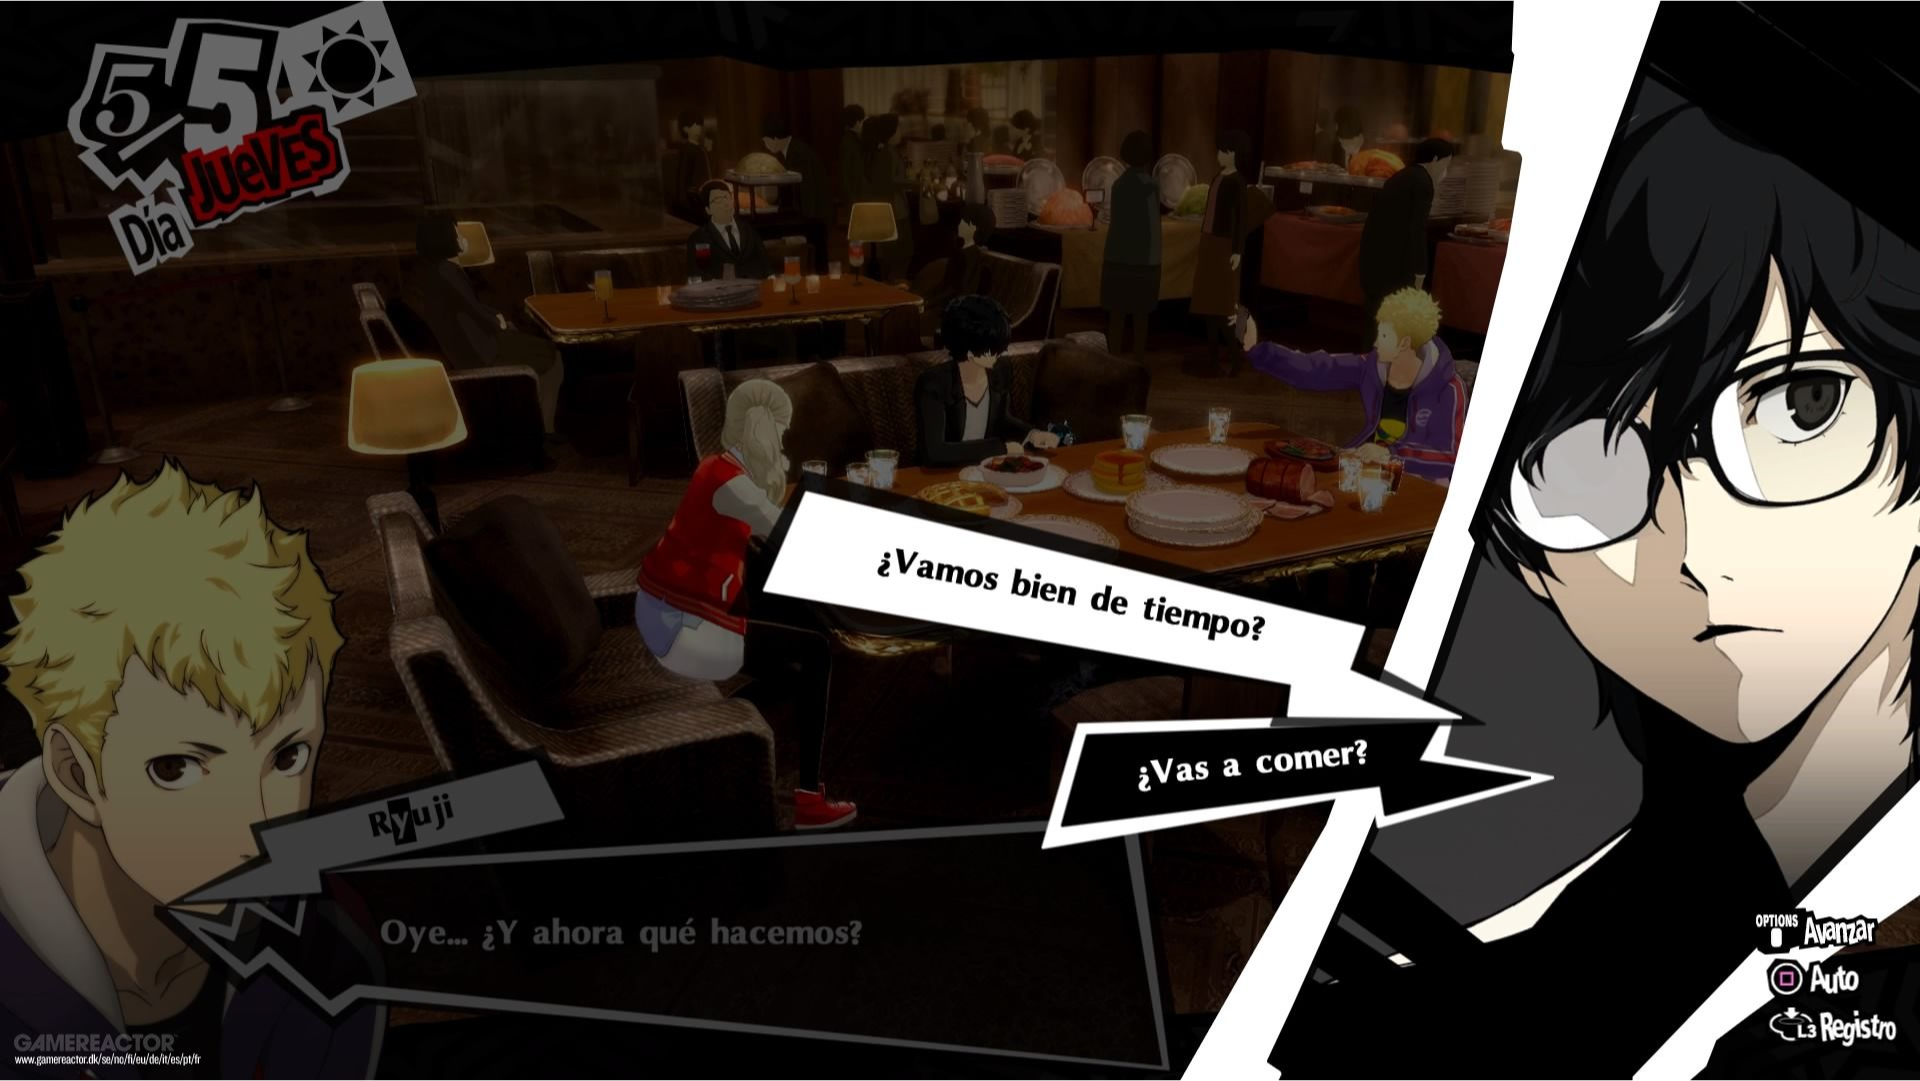 5/5
JUeVES
Día
¿Vamos bien de tiempo?
¿Vas a comer?
Ryuji
Oye... ¿Y ahora qué hacemos?
OPTIONS Avanzar
Auto
L3 Registro
GAMEREACTOR
www.gamereactor.dk/se/no/fi/eu/de/it/es/pt/fr